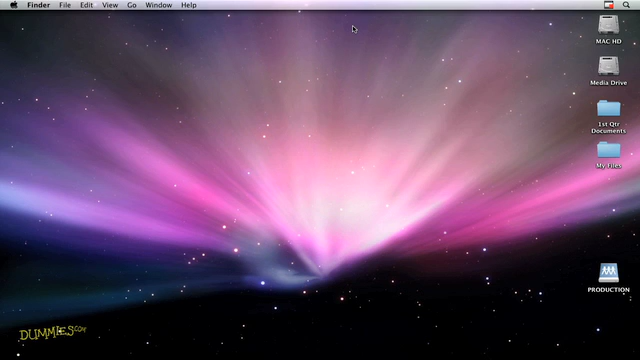 Finder File Edit View Go Window Help
MAC HD
Media Drive
1st Qtr
Documents
My Files
PRODUCTION
DUMMIES.COM